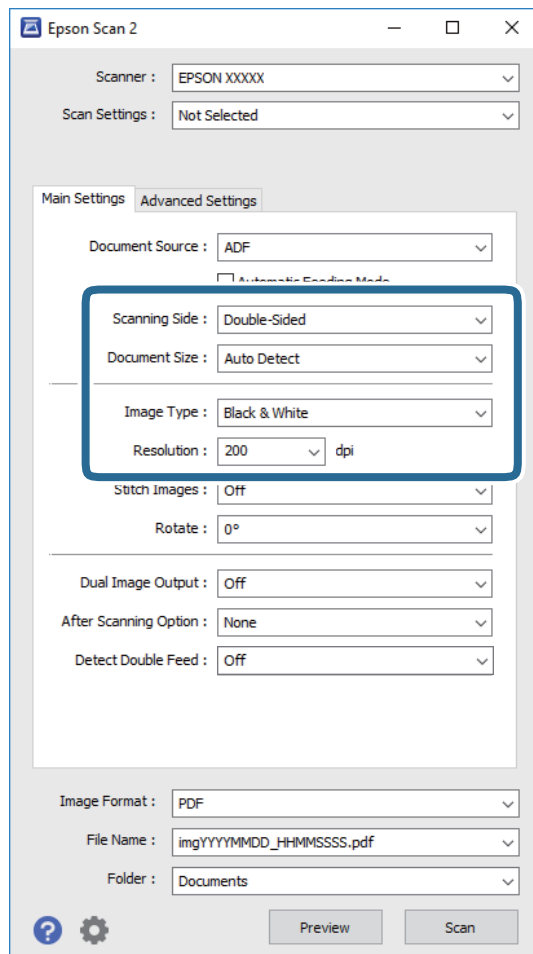 Epson Scan 2
Scanner : EPSON XXXXX
Scan Settings : Not Selected
Main Settings Advanced Settings
Document Source : ADF
Automatic Feeding Mode
Scanning Side : Double-Sided
Document Size : Auto Detect
Image Type : Black & White
Resolution : 200 dpi
Stitch Images : Off
Rotate : 0°
Dual Image Output : Off
After Scanning Option : None
Detect Double Feed : Off
Image Format : PDF
File Name : imgYYYYMMDD_HHMMSSSS.pdf
Folder : Documents
? Preview Scan